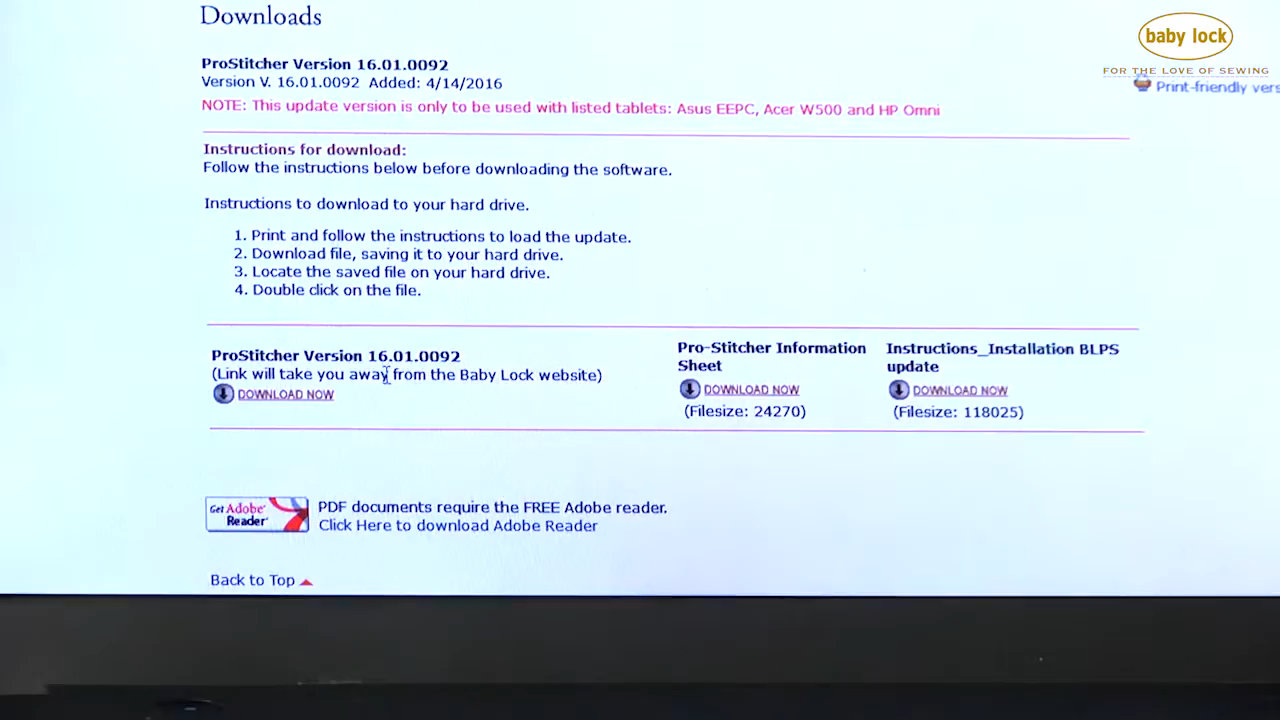 Downloads
baby lock
FOR THE LOVE OF SEWING
Print-friendly vers
ProStitcher Version 16.01.0092
Version V. 16.01.0092 Added: 4/14/2016
NOTE: This update version is only to be used with listed tablets: Asus EEPC, Acer W500 and HP Omni
Instructions for download:
Follow the instructions below before downloading the software.
Instructions to download to your hard drive.
1. Print and follow the instructions to load the update.
2. Download file, saving it to your hard drive.
3. Locate the saved file on your hard drive.
4. Double click on the file.
ProStitcher Version 16.01.0092
(Link will take you away from the Baby Lock website)
DOWNLOAD NOW
Pro-Stitcher Information
Sheet
DOWNLOAD NOW
(Filesize: 24270)
Instructions_Installation BLPS
update
DOWNLOAD NOW
(Filesize: 118025)
Get Adobe
Reader
PDF documents require the FREE Adobe reader.
Click Here to download Adobe Reader
Back to Top